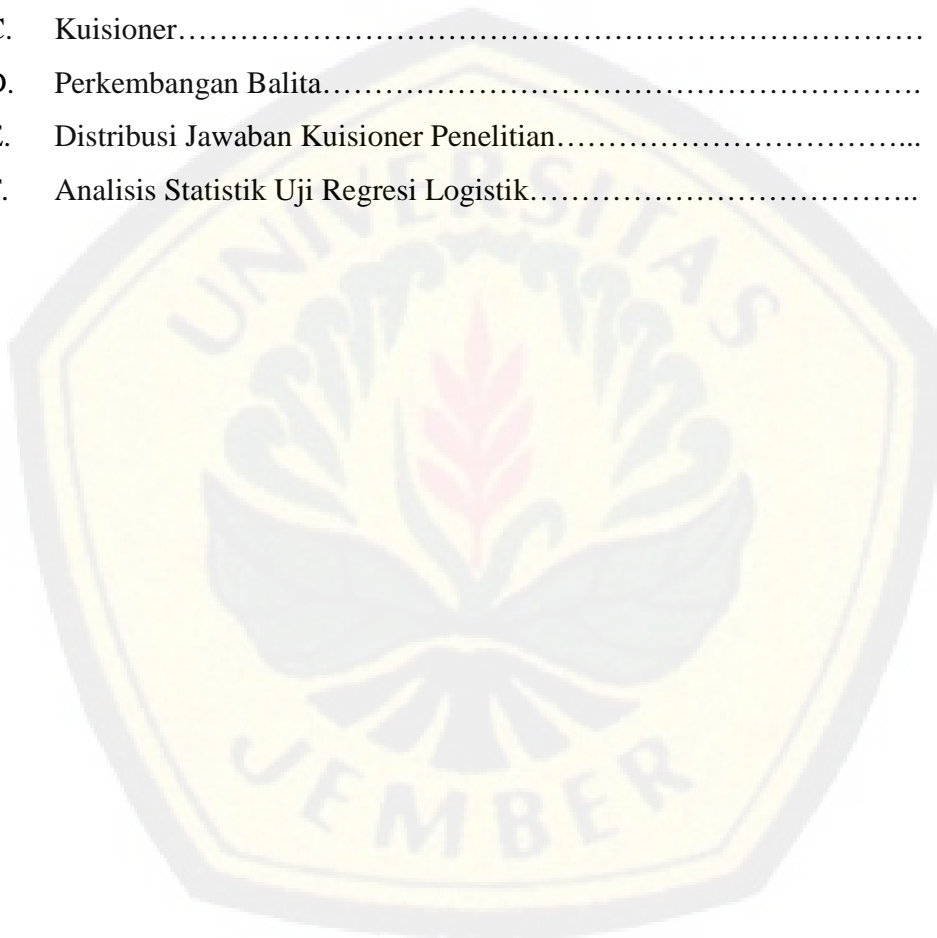 C. Kuisioner……………………………………………………………
D. Perkembangan Balita………………………………………………….
E. Distribusi Jawaban Kuisioner Penelitian……………………………...
F. Analisis Statistik Uji Regresi Logistik………………………………..
UNIVERSITAS
JEMBER